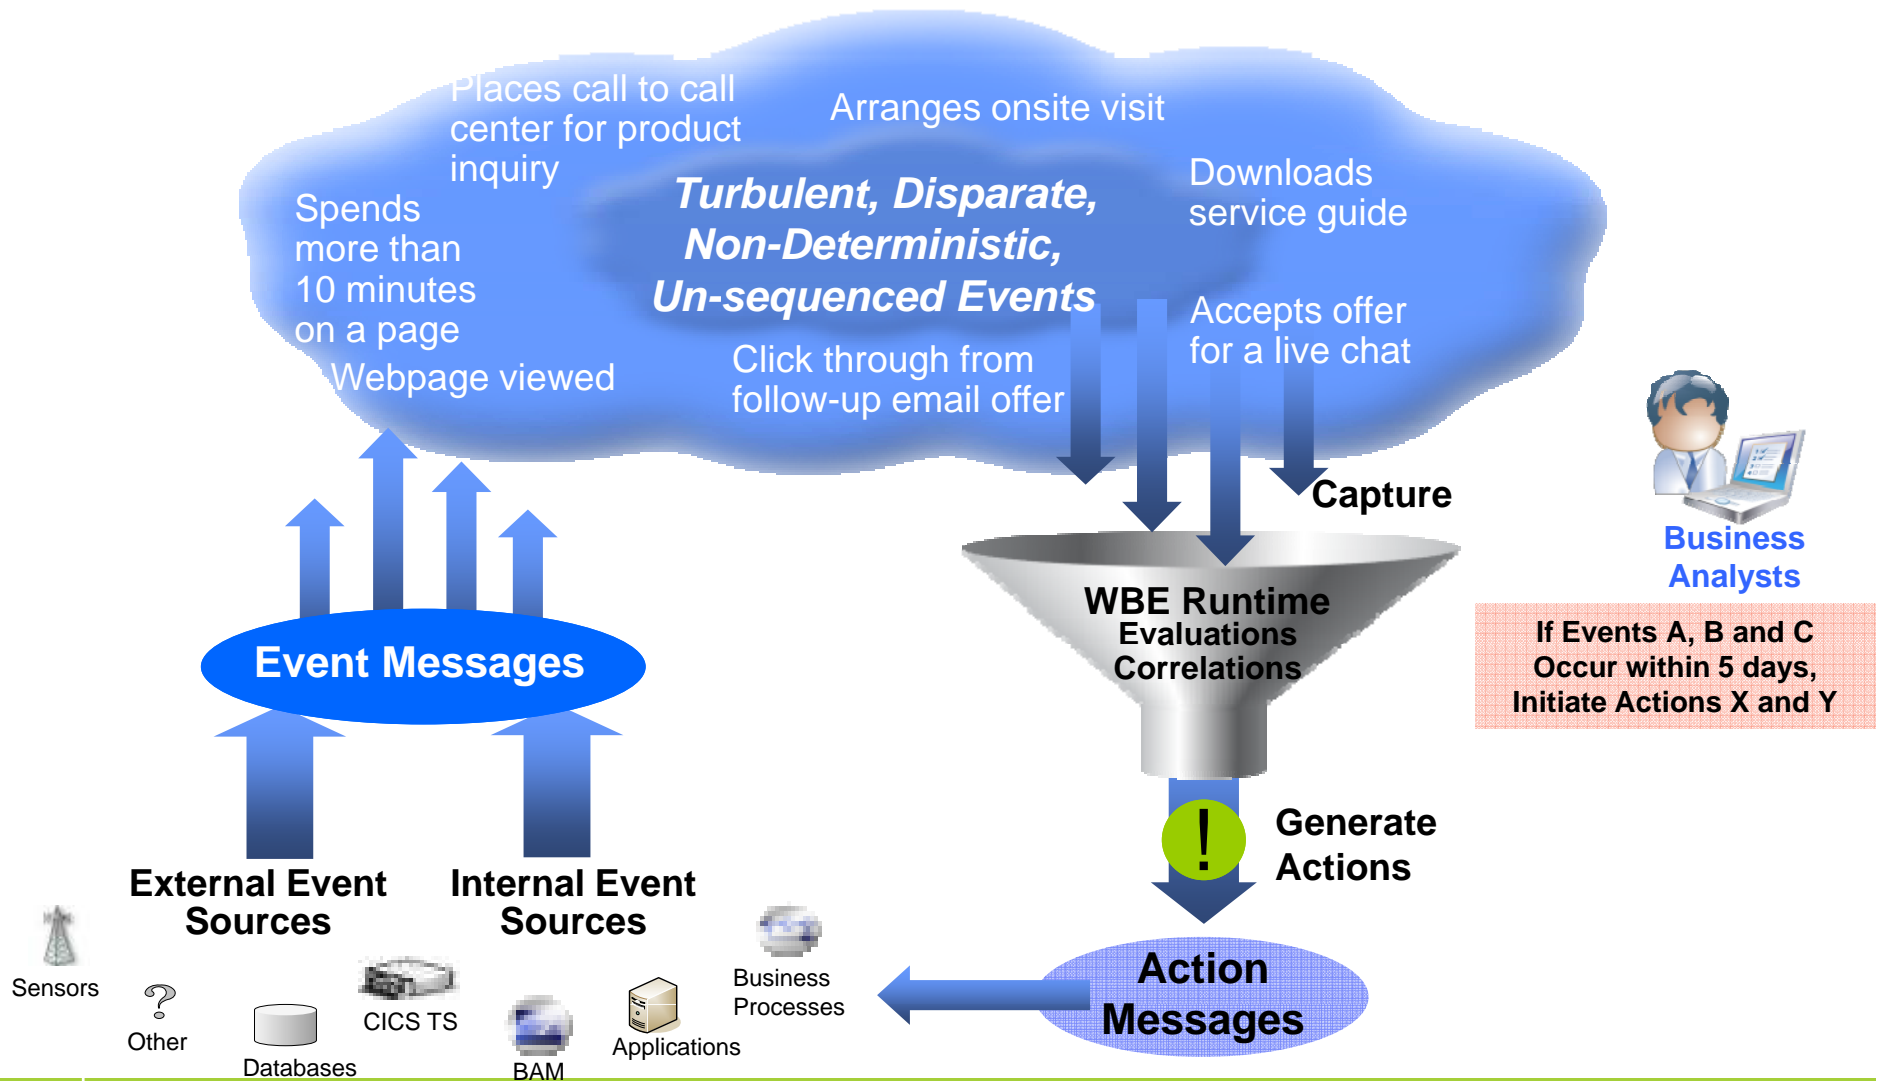 Places call to call
center for product
inquiry
Arranges onsite visit
Downloads
service guide
Spends
more than
10 minutes
on a page
Turbulent, Disparate,
Non-Deterministic,
Un-sequenced Events
Accepts offer
for a live chat
Webpage viewed
Click through from
follow-up email offer
Capture
Business
Analysts
If Events A, B and C
Occur within 5 days,
Initiate Actions X and Y
WBE Runtime
Evaluations
Correlations
Event Messages
!
Generate
Actions
External Event
Sources
Internal Event
Sources
Action
Messages
Sensors
?
Other
Databases
CICS TS
BAM
Applications
Business
Processes